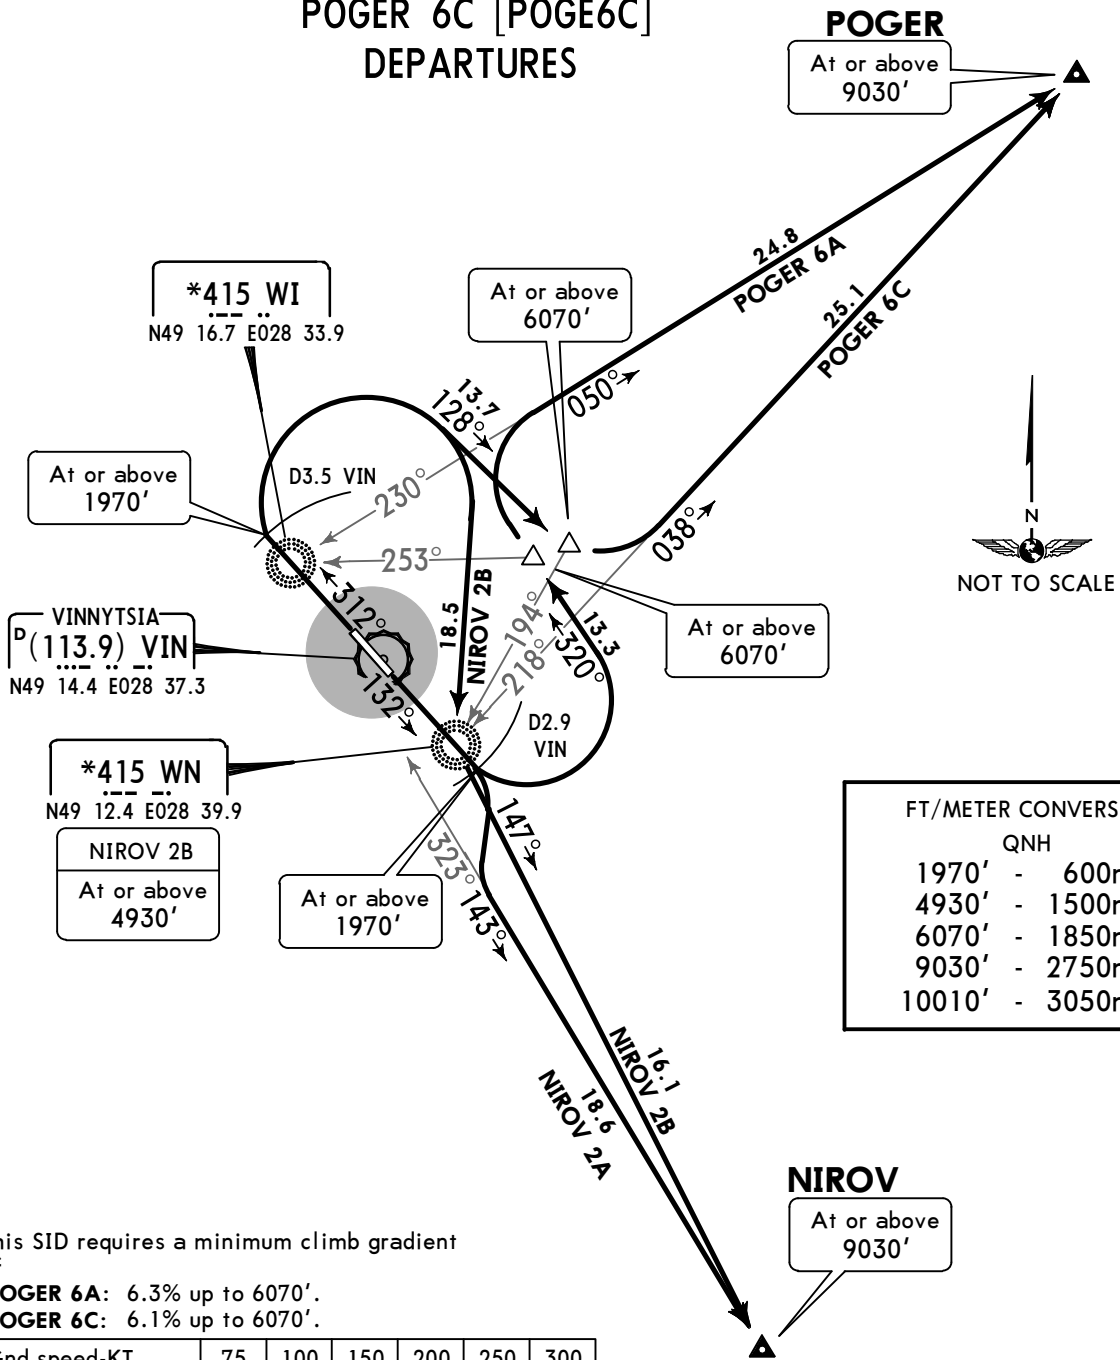 POGER 6C [POGE6C]
DEPARTURES
POGER
At or above
9030'
24.8
POGER 6A
25.1
POGER 6C
*415 WI
N49 16.7 E028 33.9
At or above
6070'
13.7
128°
050°
At or above
1970'
D3.5 VIN
230°
038°
253°
N
NOT TO SCALE
312°
18.5
NIROV 2B
194°
218°
13.3
320°
At or above
6070'
VINNYTSIA
D (113.9) VIN
N49 14.4 E028 37.3
132°
D2.9
VIN
*415 WN
N49 12.4 E028 39.9
NIROV 2B
At or above
4930'
147°
323°
143°
At or above
1970'
FT/METER CONVERS
QNH
1970' - 600
4930' - 1500
6070' - 1850
9030' - 2750
10010' - 3050
16.1
NIROV 2B
18.6
NIROV 2A
NIROV
At or above
9030'
his SID requires a minimum climb gradient
OGER 6A: 6.3% up to 6070'.
OGER 6C: 6.1% up to 6070'.
nd speed-KT 75 100 150 200 250 300